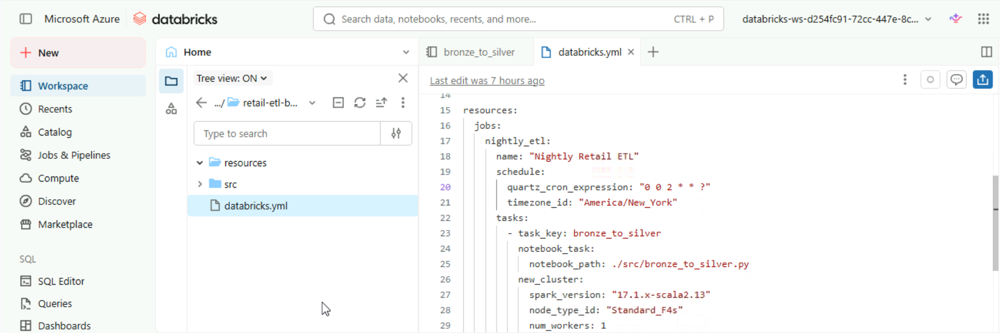 Microsoft Azure databricks
Search data, notebooks, recents, and more... CTRL + P
databricks-ws-d254fc91-72cc-447e-8c...
New
Workspace
Recents
Catalog
Jobs & Pipelines
Compute
Discover
Marketplace
SQL
SQL Editor
Queries
Dashboards
Home
Tree view: ON
.../ retail-etl-b...
Type to search
resources
src
databricks.yml
bronze_to_silver
databricks.yml
Last edit was 7 hours ago
14
15 resources:
16 jobs:
17 nightly_etl:
18 name: "Nightly Retail ETL"
19 schedule:
20 quartz_cron_expression: "0 0 2 * * ?"
21 timezone_id: "America/New_York"
22 tasks:
23 - task_key: bronze_to_silver
24 notebook_task:
25 notebook_path: ./src/bronze_to_silver.py
26 new_cluster:
27 spark_version: "17.1.x-scala2.13"
28 node_type_id: "Standard_F4s"
29 num_workers: 1